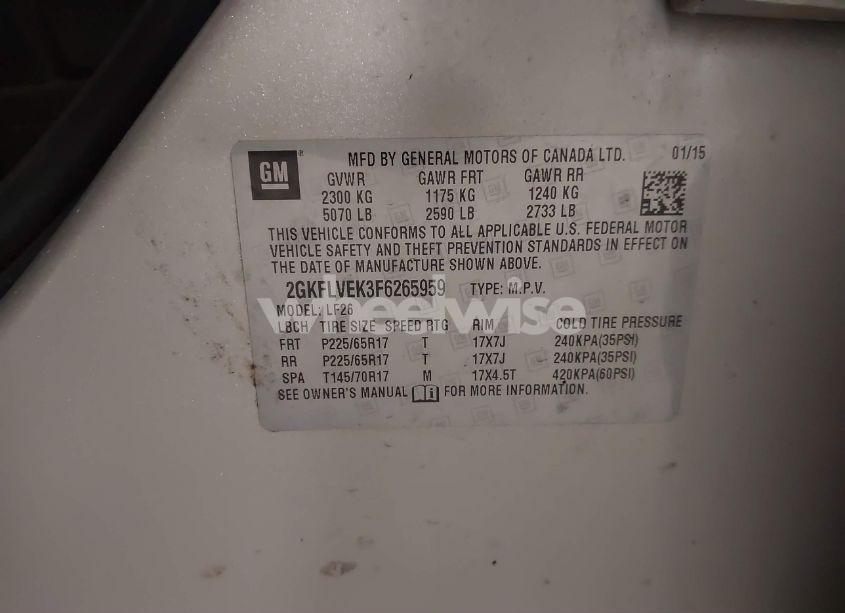 GM
MFD BY GENERAL MOTORS OF CANADA LTD. 01/15
GVWR GAWR FRT GAWR RR
2300 KG 1175 KG 1240 KG
5070 LB 2590 LB 2733 LB
THIS VEHICLE CONFORMS TO ALL APPLICABLE U.S. FEDERAL MOTOR
VEHICLE SAFETY AND THEFT PREVENTION STANDARDS IN EFFECT ON
THE DATE OF MANUFACTURE SHOWN ABOVE.
2GKFLVEK3F6265959 TYPE: M.P.V.
wheelwise
MODEL: LF26
LBCH TIRE SIZE SPEED RTG RIM COLD TIRE PRESSURE
FRT P225/65R17 T 17X7J 240KPA(35PSI)
RR P225/65R17 T 17X7J 240KPA(35PSI)
SPA T145/70R17 M 17X4.5T 420KPA(60PSI)
SEE OWNER'S MANUAL FOR MORE INFORMATION.